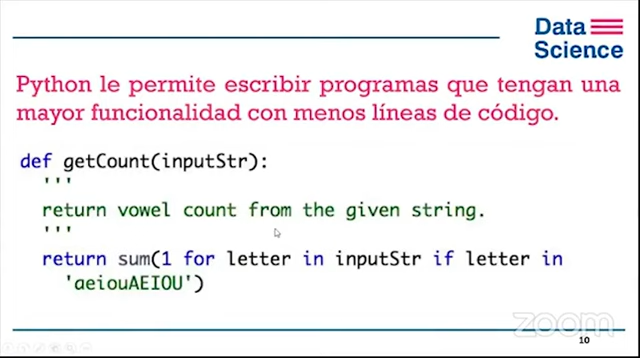 Data
Science
Python le permite escribir programas que tengan una
mayor funcionalidad con menos líneas de código.
def getCount(inputStr):
'''
return vowel count from the given string.
'''
return sum(1 for letter in inputStr if letter in
'aeiouAEIOU')
zoom
10